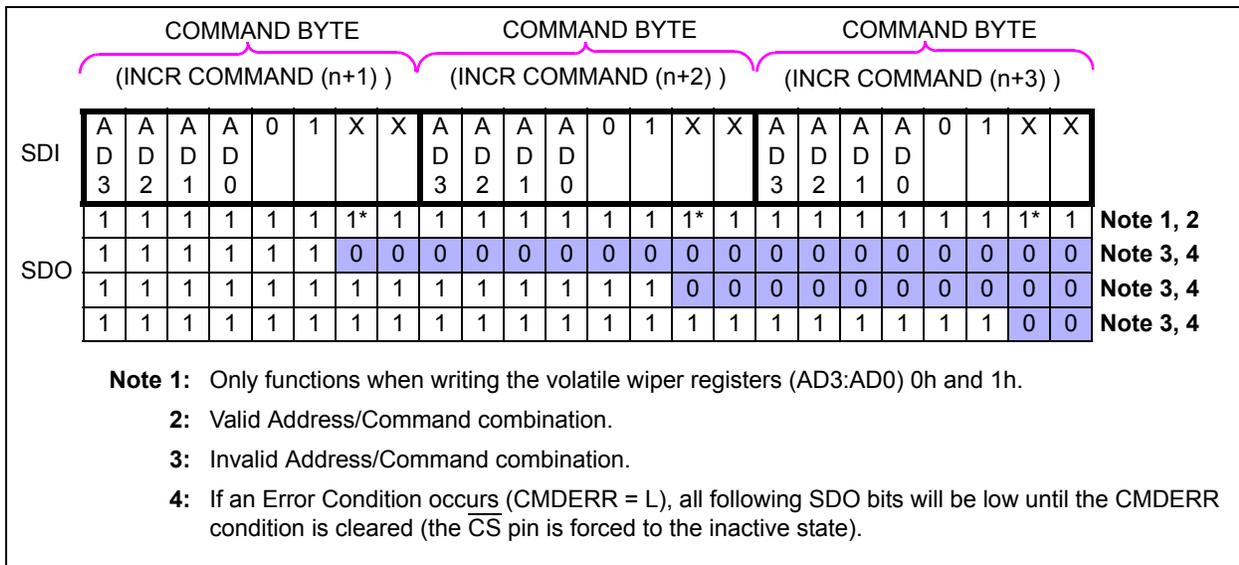 COMMAND BYTE COMMAND BYTE COMMAND BYTE
(INCR COMMAND (n+1) ) (INCR COMMAND (n+2) ) (INCR COMMAND (n+3) )
A A A A 0 1 X X A A A A 0 1 X X A A A A 0 1 X X
SDI D D D D D D D D D D D D
3 2 1 0 3 2 1 0 3 2 1 0
1 1 1 1 1 1 1* 1 1 1 1 1 1 1 1* 1 1 1 1 1 1 1 1* 1 Note 1, 2
SDO 1 1 1 1 1 1 0 0 0 0 0 0 0 0 0 0 0 0 0 0 0 0 0 0 Note 3, 4
1 1 1 1 1 1 1 1 1 1 1 1 1 1 0 0 0 0 0 0 0 0 0 0 Note 3, 4
1 1 1 1 1 1 1 1 1 1 1 1 1 1 1 1 1 1 1 1 1 1 0 0 Note 3, 4
Note 1: Only functions when writing the volatile wiper registers (AD3:AD0) 0h and 1h.
2: Valid Address/Command combination.
3: Invalid Address/Command combination.
4: If an Error Condition occurs (CMDERR = L), all following SDO bits will be low until the CMDERR
condition is cleared (the C̅S̅ pin is forced to the inactive state).